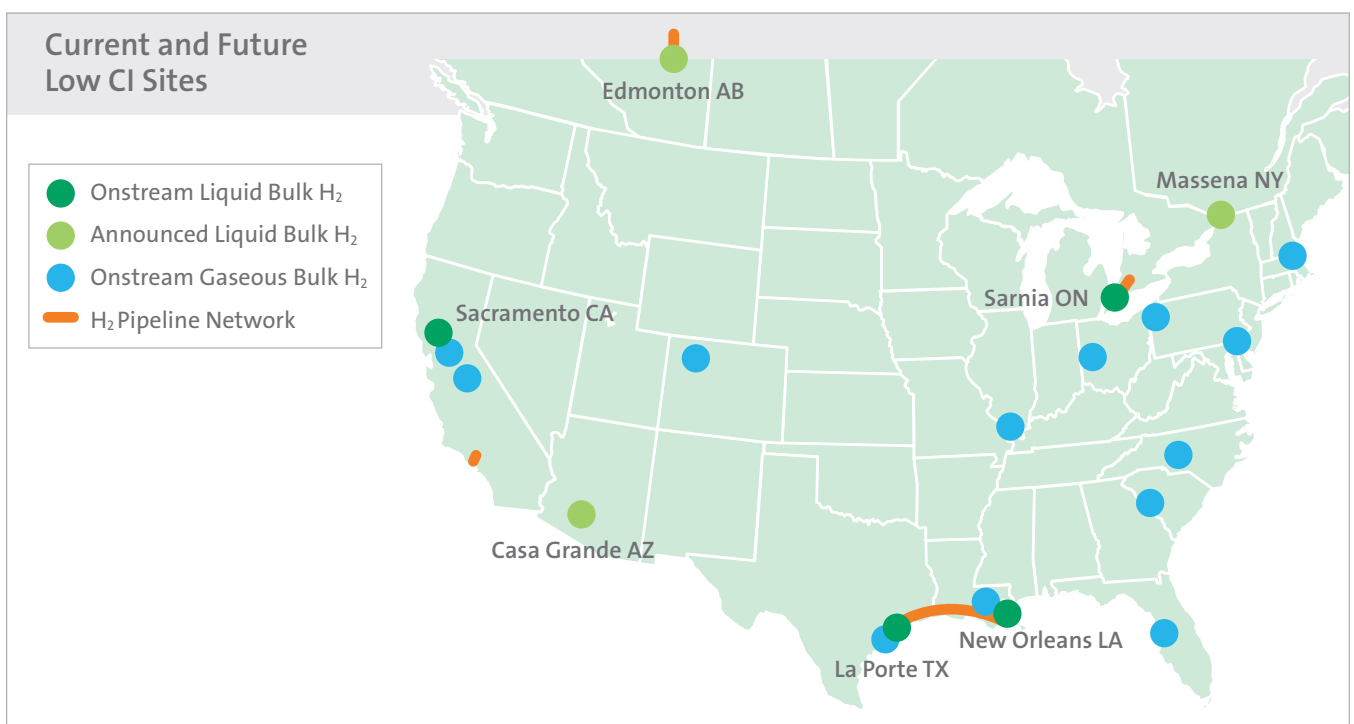 Current and Future
Low CI Sites
Onstream Liquid Bulk H₂
Announced Liquid Bulk H₂
Onstream Gaseous Bulk H₂
H₂ Pipeline Network
Edmonton AB
Massena NY
Sarnia ON
Sacramento CA
Casa Grande AZ
New Orleans LA
La Porte TX